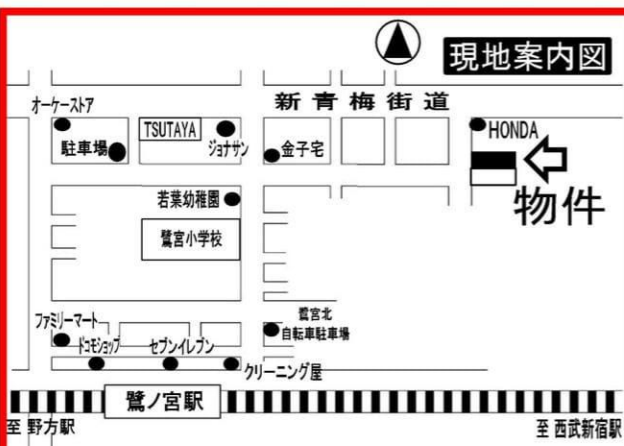 現地案内図
新青梅街道
オーケーストア
TSUTAYA
HONDA
駐車場
ジョナサン
金子宅
物件
若葉幼稚園
鷺宮小学校
鷺宮北
自転車駐車場
ファミリーマート
ドコモショップ
セブンイレブン
クリーニング屋
鷺ノ宮駅
至 野方駅
至 西武新宿駅